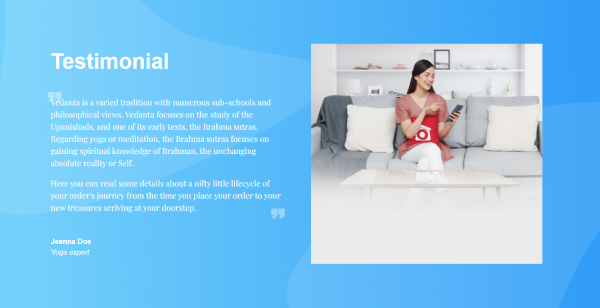 Testimonial
Vedanta is a varied tradition with numerous sub-schools and
philosophical views. Vedanta focuses on the study of the
Upanishads, and one of its early texts, the Brahma sutras.
Regarding yoga or meditation, the Brahma sutras focuses on
gaining spiritual knowledge of Brahman, the unchanging
absolute reality or Self.
Here you can read some details about a nifty little lifecycle of
your order's journey from the time you place your order to your
new treasures arriving at your doorstep.
Jeanna Doe
Yoga expert